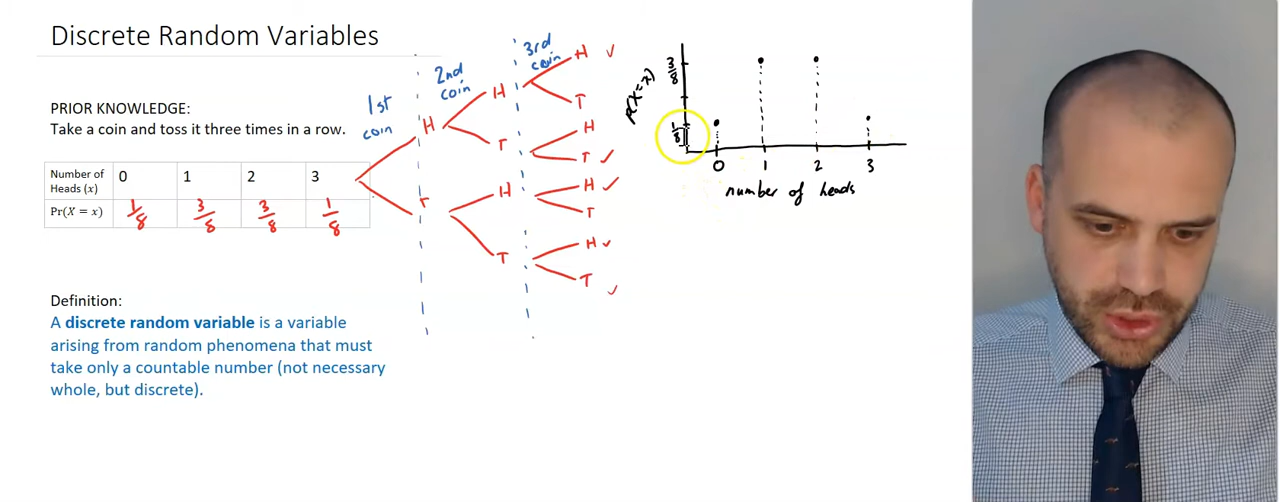 Discrete Random Variables
PRIOR KNOWLEDGE:
Take a coin and toss it three times in a row.
Number of Heads (x) 0 1 2 3
Pr(X = x) 1/8 3/8 3/8 1/8
Definition:
A discrete random variable is a variable
arising from random phenomena that must
take only a countable number (not necessary
whole, but discrete).
1st
coin
2nd
coin
3rd
coin
H
T
H
T
H
T
H
T
H
T
H
T
H
T
P(X=x)
3/8
1/8
0 1 2 3
number of heads